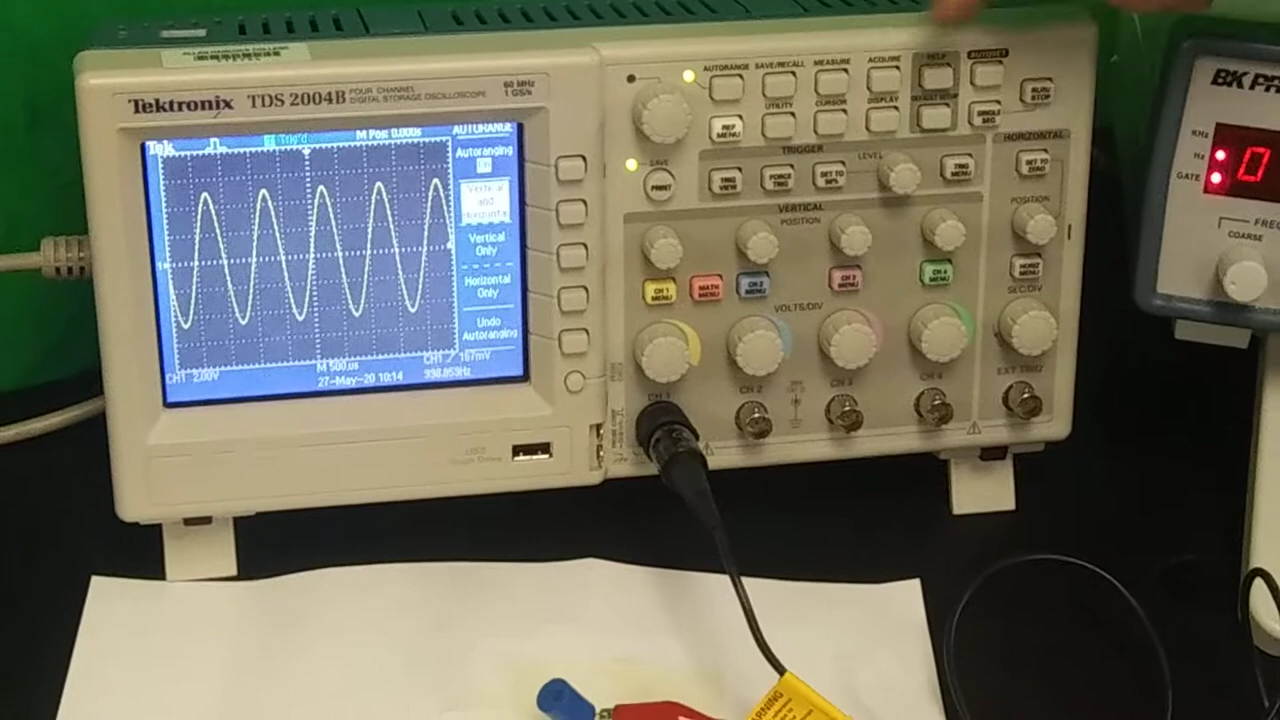 Tektronix TDS 2004B FOUR CHANNEL
DIGITAL STORAGE OSCILLOSCOPE
60 MHz
1 GS/s
Tek
Trig'd
M Pos: 0.000s
AUTORANGE
Autoranging
On
Vertical
and
Horizontal
Vertical
Only
Horizontal
Only
Undo
Autoranging
CH1 2.00V
M 500us
CH1 / 167mV
27-May-20 10:14
AUTORANGE
SAVE/RECALL
MEASURE
ACQUIRE
HELP
AUTOSET
UTILITY
CURSOR
DISPLAY
DEFAULT SETUP
REF
MENU
SINGLE
SEQ
RUN/
STOP
SAVE
PRINT
TRIGGER
LEVEL
TRIG
VIEW
FORCE
TRIG
SET TO
50%
TRIG
MENU
HORIZONTAL
SET TO
ZERO
POSITION
HORIZ
MENU
SEC/DIV
VERTICAL
POSITION
CH 1
MENU
MATH
MENU
CH 2
MENU
CH 3
MENU
CH 4
MENU
VOLTS/DIV
CH 1
CH 2
CH 3
CH 4
EXT TRIG
BK PR
KHz
Hz
GATE
0
FREQ
COARSE
WARNING